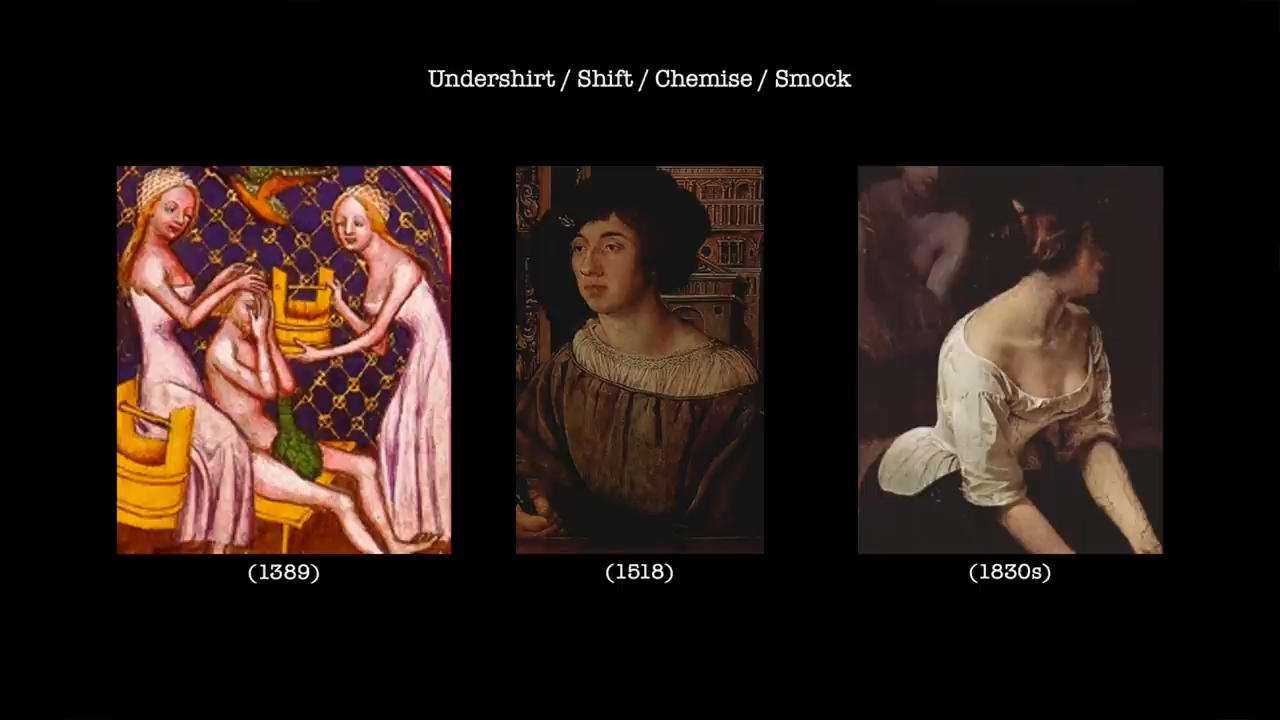 Undershirt / Shift / Chemise / Smock
(1389)
(1518)
(1830s)